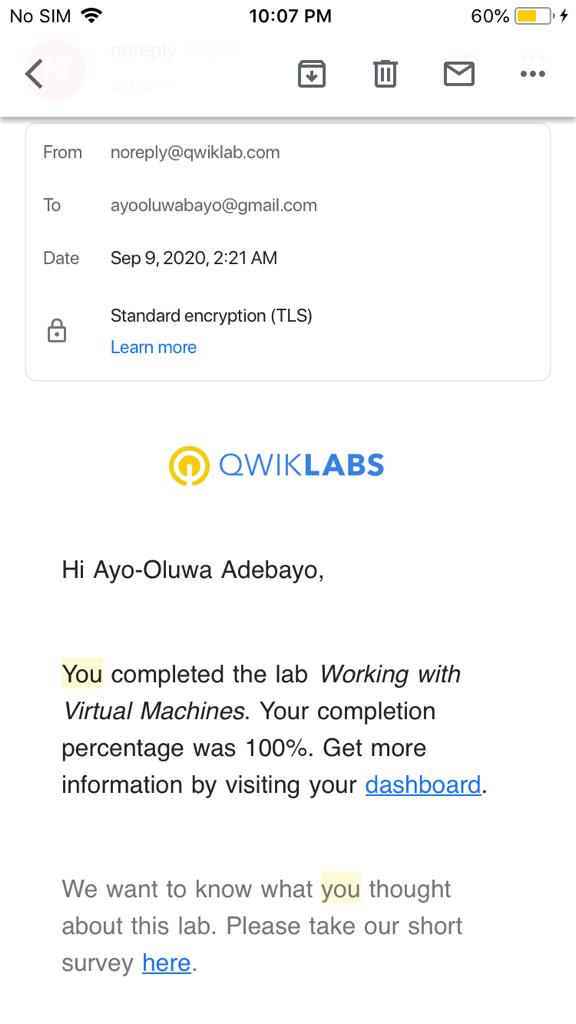 No SIM 10:07 PM 60%
noreply Sep 9
to me
From noreply@qwiklab.com
To ayooluwabayo@gmail.com
Date Sep 9, 2020, 2:21 AM
Standard encryption (TLS)
Learn more
QWIKLABS
Hi Ayo-Oluwa Adebayo,
You completed the lab Working with
Virtual Machines. Your completion
percentage was 100%. Get more
information by visiting your dashboard.
We want to know what you thought
about this lab. Please take our short
survey here.